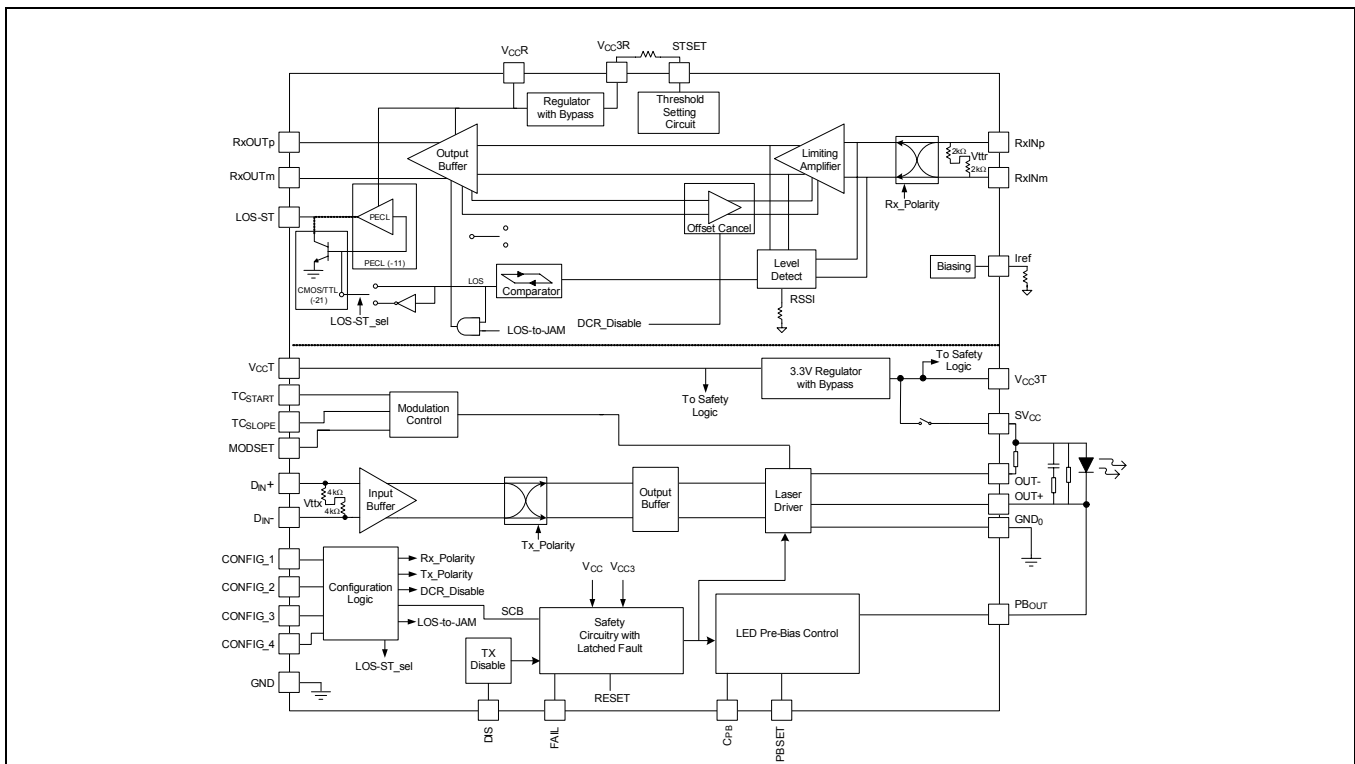 VCCR
VCC3R
STSET
Regulator
with Bypass
Threshold
Setting
Circuit
RxOUTp
RxOUTm
LOS-ST
Output
Buffer
Limiting
Amplifier
2kΩ
Vttr
2kΩ
RxINp
RxINm
Rx_Polarity
PECL
PECL (-11)
Offset Cancel
CMOS/TTL
(-21)
LOS-ST_sel
LOS
Comparator
Level
Detect
RSSI
Biasing
Iref
LOS-to-JAM
DCR_Disable
VCCT
To Safety
Logic
3.3V Regulator
with Bypass
To Safety
Logic
VCC3T
TCSTART
TCSLOPE
MODSET
Modulation
Control
SVCC
DIN+
4kΩ
Vttx
4kΩ
DIN-
Input
Buffer
Tx_Polarity
Output
Buffer
Laser
Driver
OUT-
OUT+
GND0
CONFIG_1
CONFIG_2
CONFIG_3
CONFIG_4
Configuration
Logic
Rx_Polarity
Tx_Polarity
DCR_Disable
LOS-to-JAM
LOS-ST_sel
SCB
VCC
VCC3
Safety
Circuitry with
Latched Fault
LED Pre-Bias Control
PBOUT
TX
Disable
RESET
GND
DIS
FAIL
CPB
PBSET